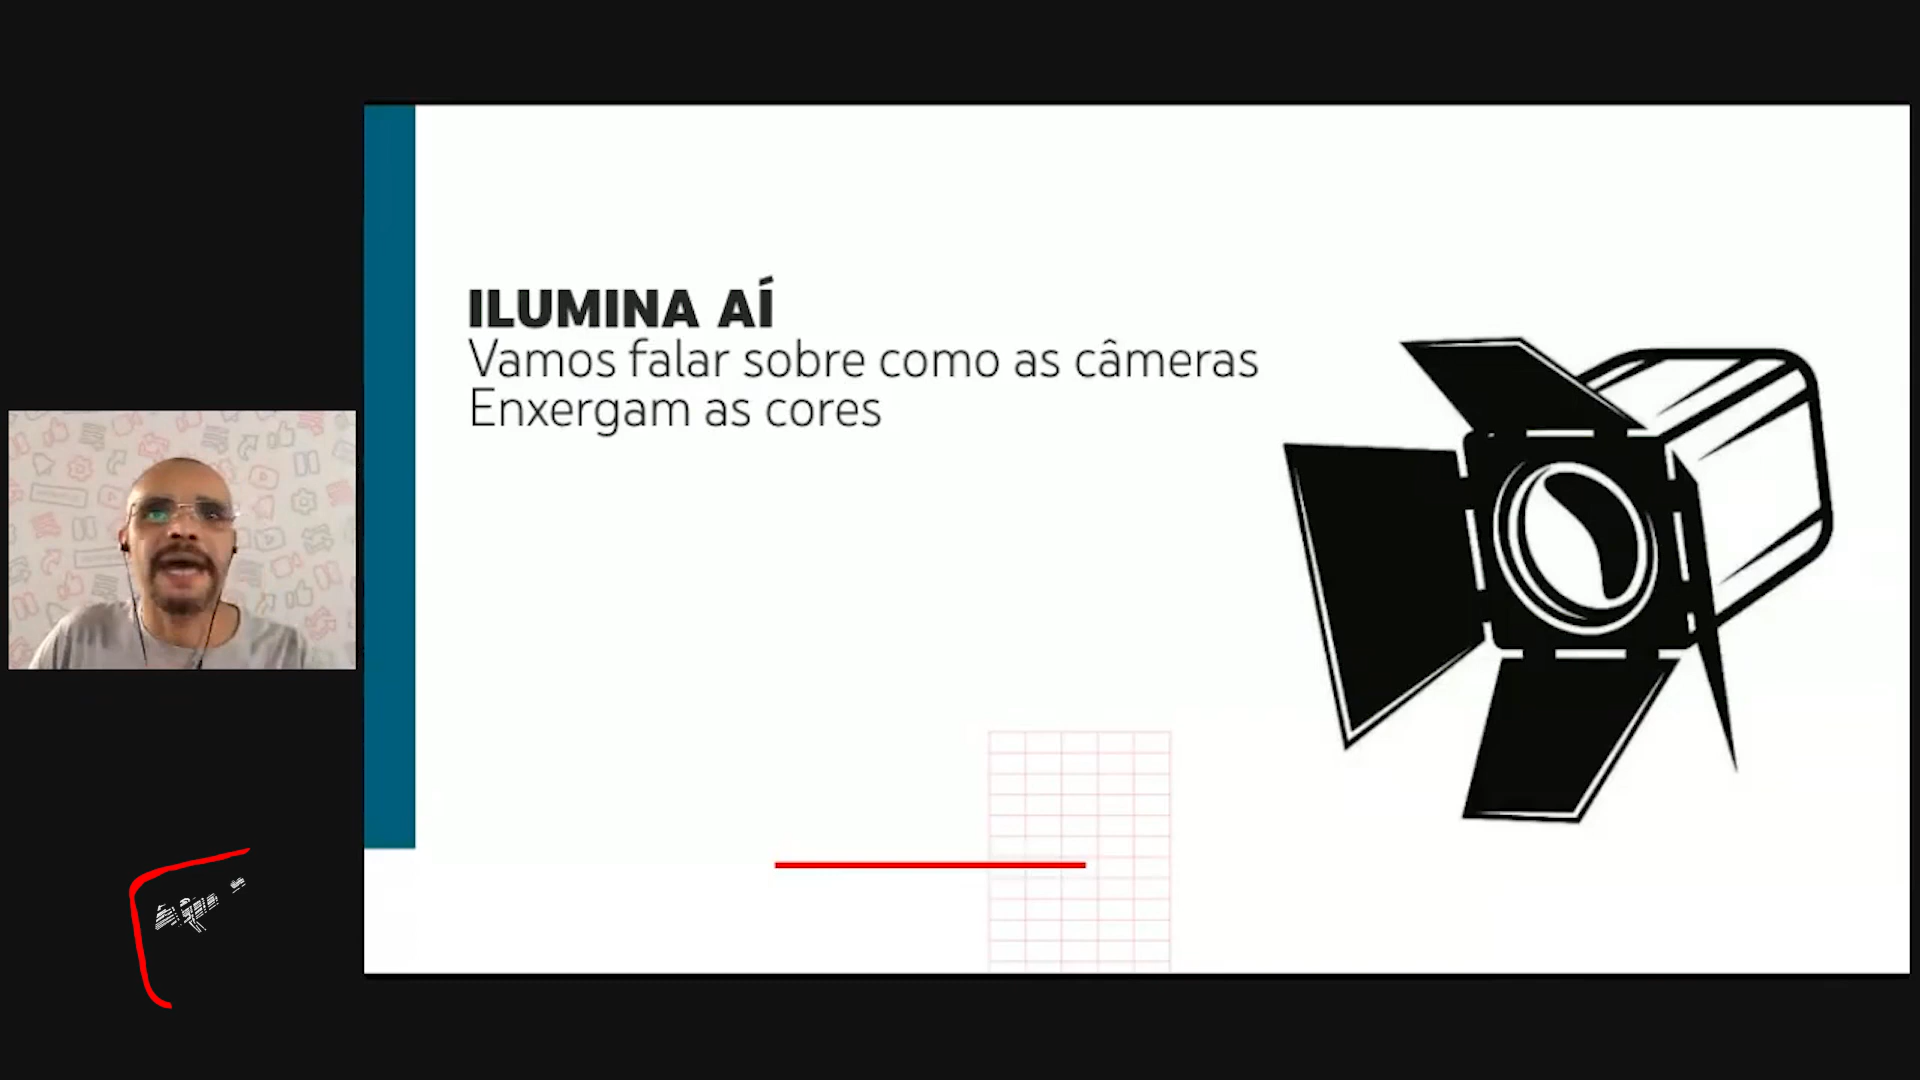 ILUMINA AÍ
Vamos falar sobre como as câmeras
Enxergam as cores